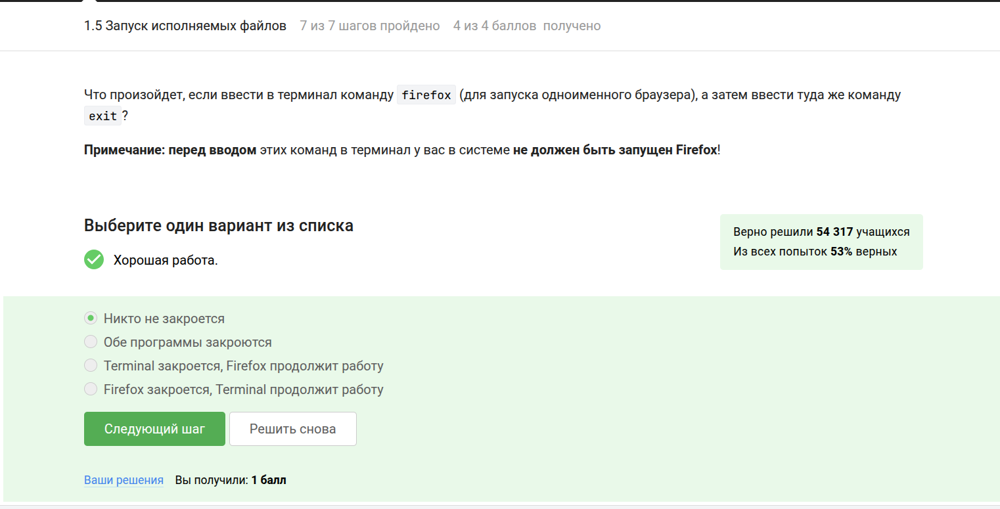 1.5 Запуск исполняемых файлов 7 из 7 шагов пройдено 4 из 4 баллов получено
Что произойдет, если ввести в терминал команду firefox (для запуска одноименного браузера), а затем ввести туда же команду
exit ?
Примечание: перед вводом этих команд в терминал у вас в системе не должен быть запущен Firefox!
Выберите один вариант из списка
Хорошая работа.
Верно решили 54 317 учащихся
Из всех попыток 53% верных
Никто не закроется
Обе программы закроются
Terminal закроется, Firefox продолжит работу
Firefox закроется, Terminal продолжит работу
Следующий шаг Решить снова
Ваши решения Вы получили: 1 балл